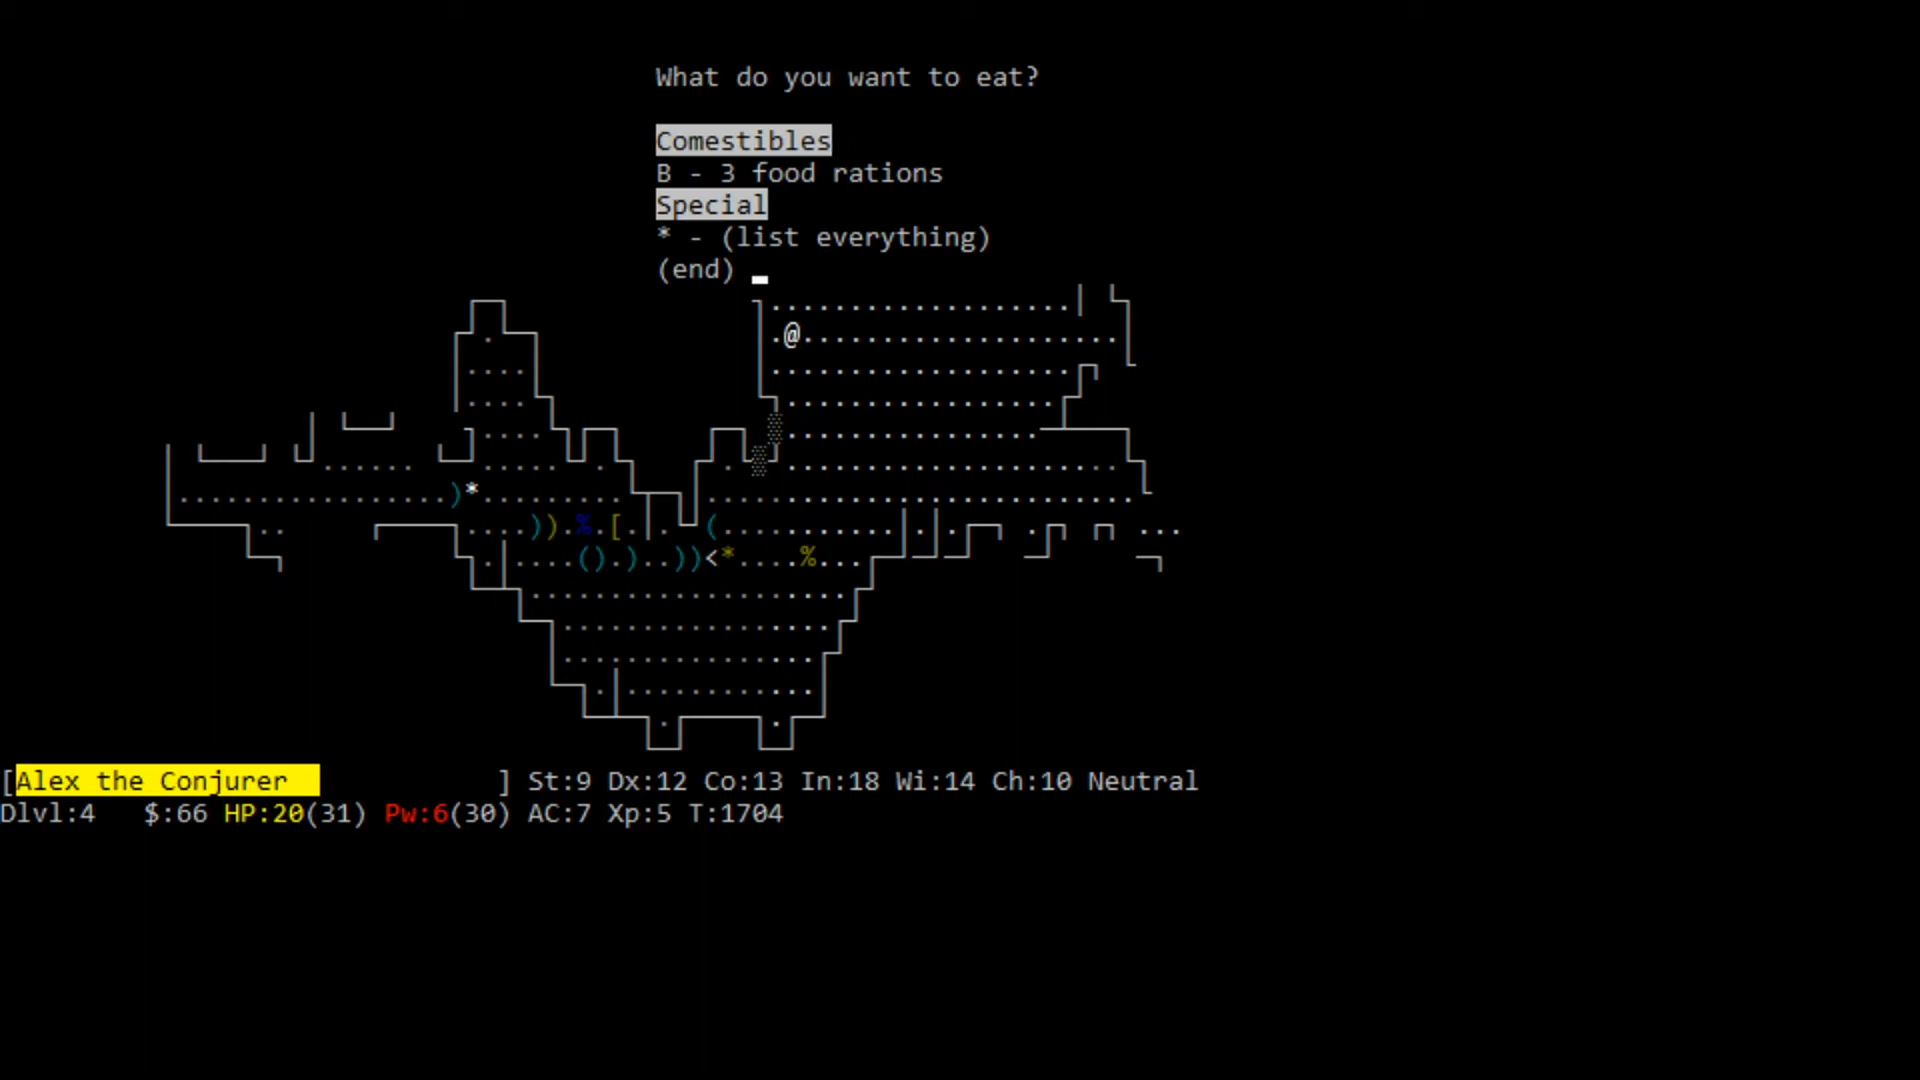 What do you want to eat?
Comestibles
B - 3 food rations
Special
* - (list everything)
(end)
[Alex the Conjurer ] St:9 Dx:12 Co:13 In:18 Wi:14 Ch:10 Neutral
Dlvl:4 $:66 HP:20(31) Pw:6(30) AC:7 Xp:5 T:1704